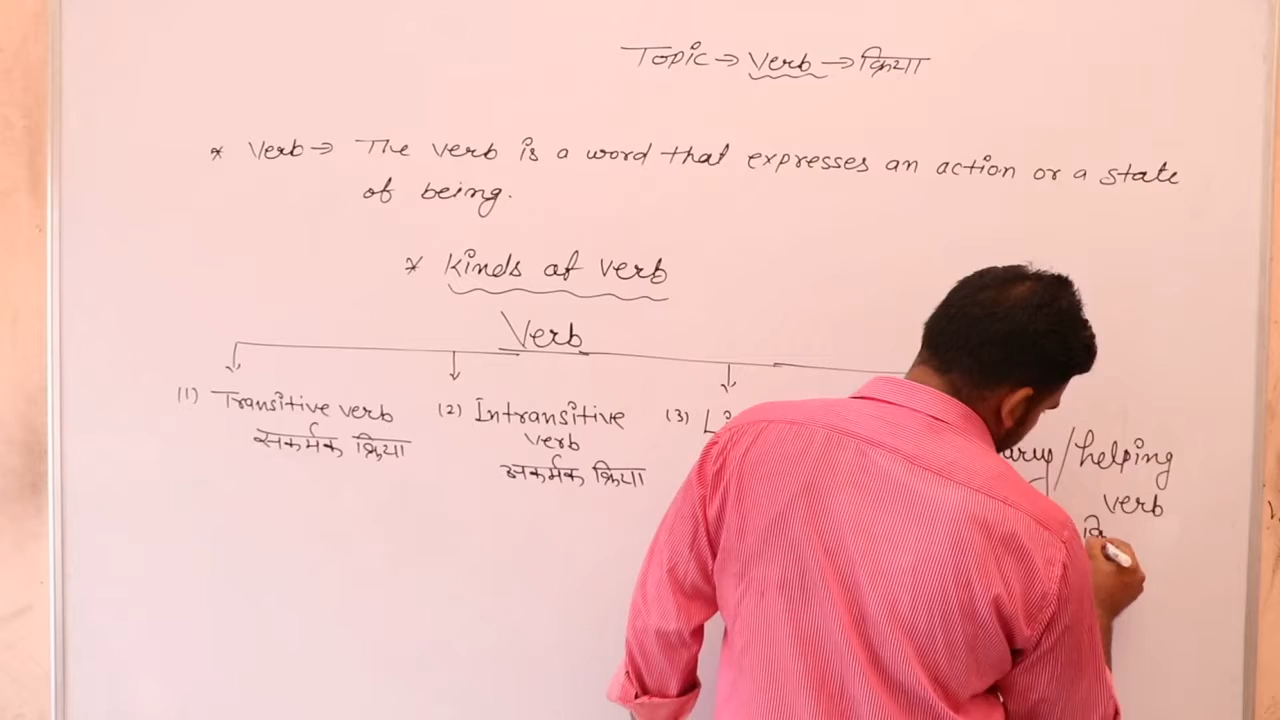 Topic → Verb → क्रिया
* Verb → The verb is a word that expresses an action or a state
of being.
* Kinds of Verb
Verb
(1) Transitive verb
सकर्मक क्रिया
(2) Intransitive
verb
अकर्मक क्रिया
(3)
/helping
verb